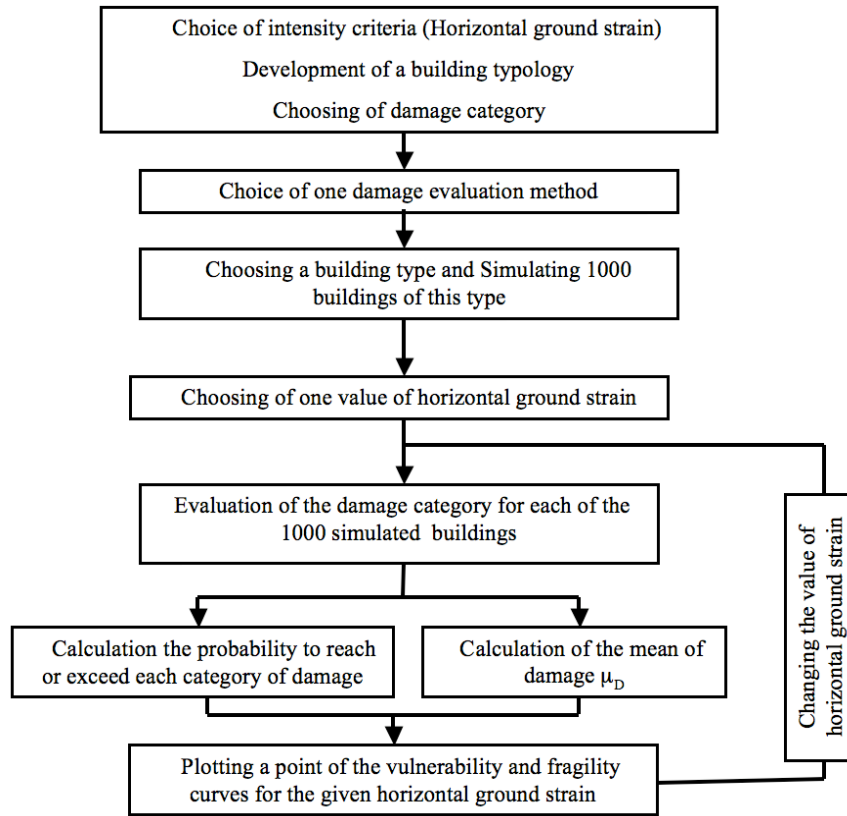 Choice of intensity criteria (Horizontal ground strain)
Development of a building typology
Choosing of damage category
Choice of one damage evaluation method
Choosing a building type and Simulating 1000
buildings of this type
Choosing of one value of horizontal ground strain
Evaluation of the damage category for each of the
1000 simulated buildings
Changing the value of
horizontal ground strain
Calculation the probability to reach
or exceed each category of damage
Calculation of the mean of
damage μD
Plotting a point of the vulnerability and fragility
curves for the given horizontal ground strain